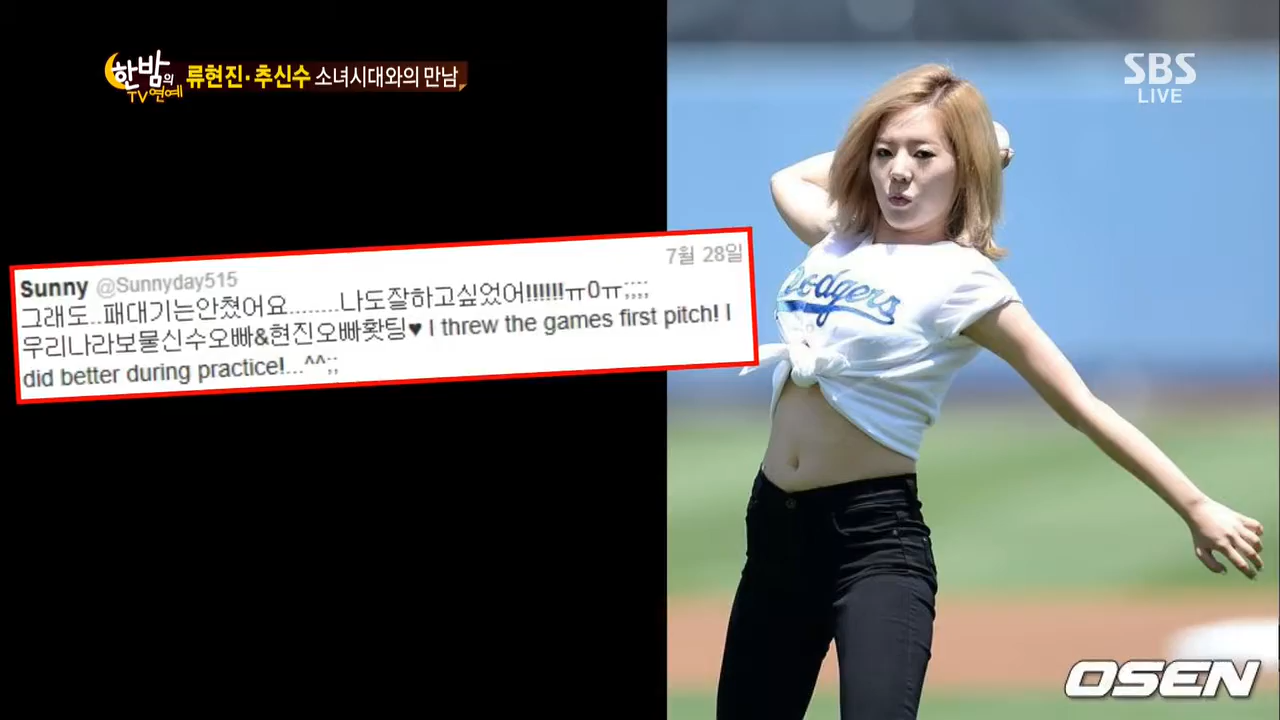 한밤의
TV연예
류현진·추신수 소녀시대와의 만남
SBS
LIVE
Sunny @Sunnyday515
7월 28일
그래도..패대기는안쳤어요........나도잘하고싶었어!!!!!!ㅠ0ㅠ;;;;
우리나라보물신수오빠&현진오빠홧팅♥ I threw the games first pitch! I
did better during practice!...^^;;
Dodgers
OSEN